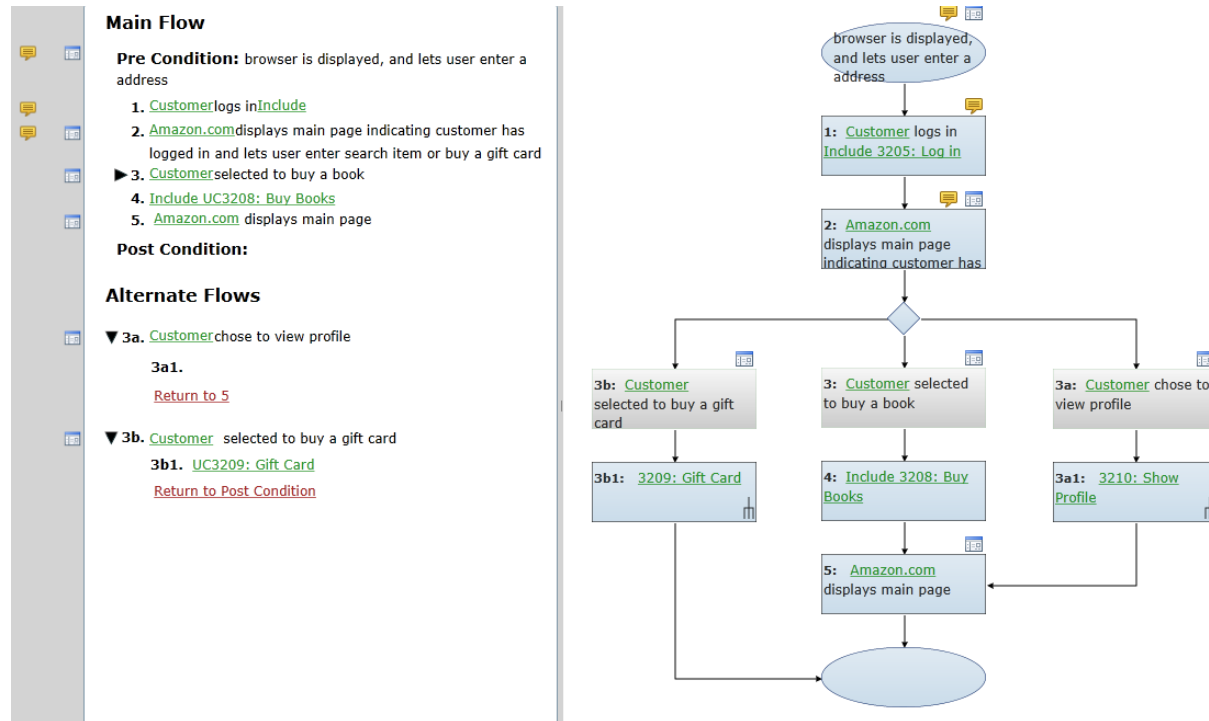 Main Flow
Pre Condition: browser is displayed, and lets user enter a
address
1. Customerlogs inInclude
2. Amazon.comdisplays main page indicating customer has
logged in and lets user enter search item or buy a gift card
3. Customerselected to buy a book
4. Include UC3208: Buy Books
5. Amazon.com displays main page
Post Condition:
Alternate Flows
3a. Customerchose to view profile
3a1.
Return to 5
3b. Customer selected to buy a gift card
3b1. UC3209: Gift Card
Return to Post Condition
browser is displayed,
and lets user enter a
address
1: Customer logs in
Include 3205: Log in
2: Amazon.com
displays main page
indicating customer has
3b: Customer
selected to buy a gift
card
3: Customer selected
to buy a book
3a: Customer chose to
view profile
3b1: 3209: Gift Card
4: Include 3208: Buy
Books
3a1: 3210: Show
Profile
5: Amazon.com
displays main page